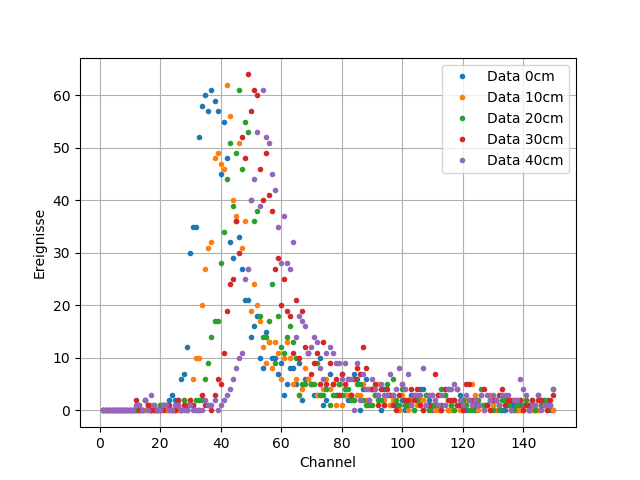 Data 0cm
Data 10cm
Data 20cm
Data 30cm
Data 40cm
60
50
40
30
20
10
0
Ereignisse
0 20 40 60 80 100 120 140
Channel